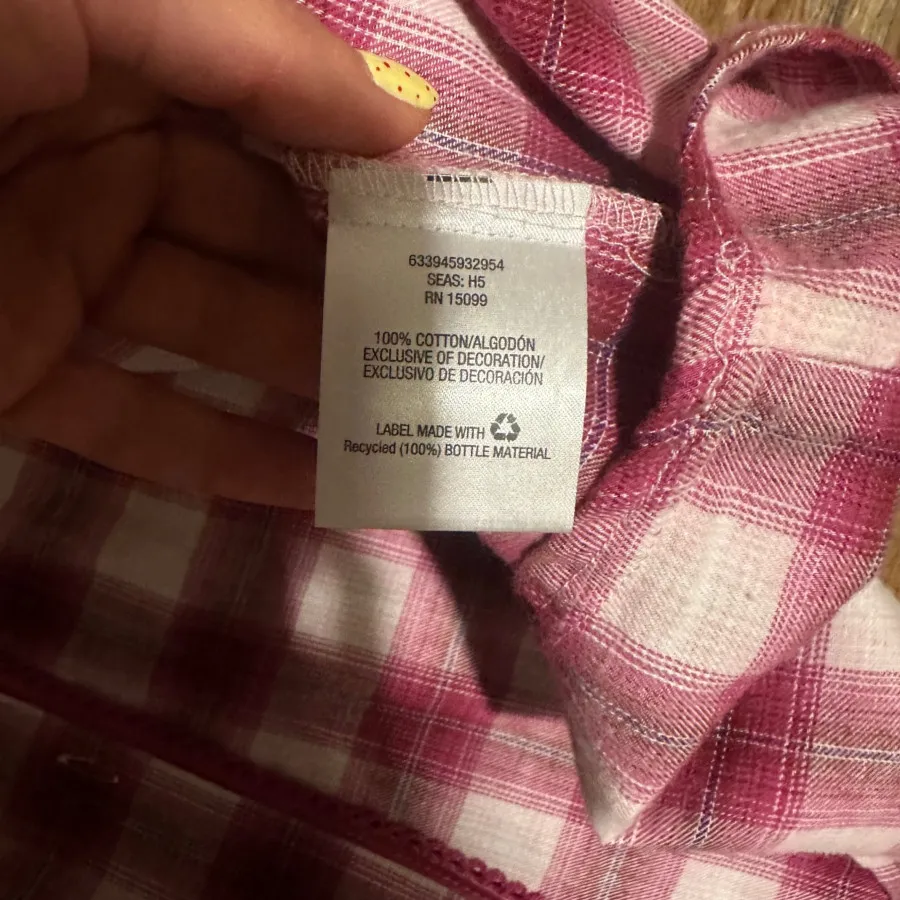 633945932954
SEAS: H5
RN 15099
100% COTTON/ALGODÓN
EXCLUSIVE OF DECORATION/
EXCLUSIVO DE DECORACIÓN
LABEL MADE WITH
Recycled (100%) BOTTLE MATERIAL